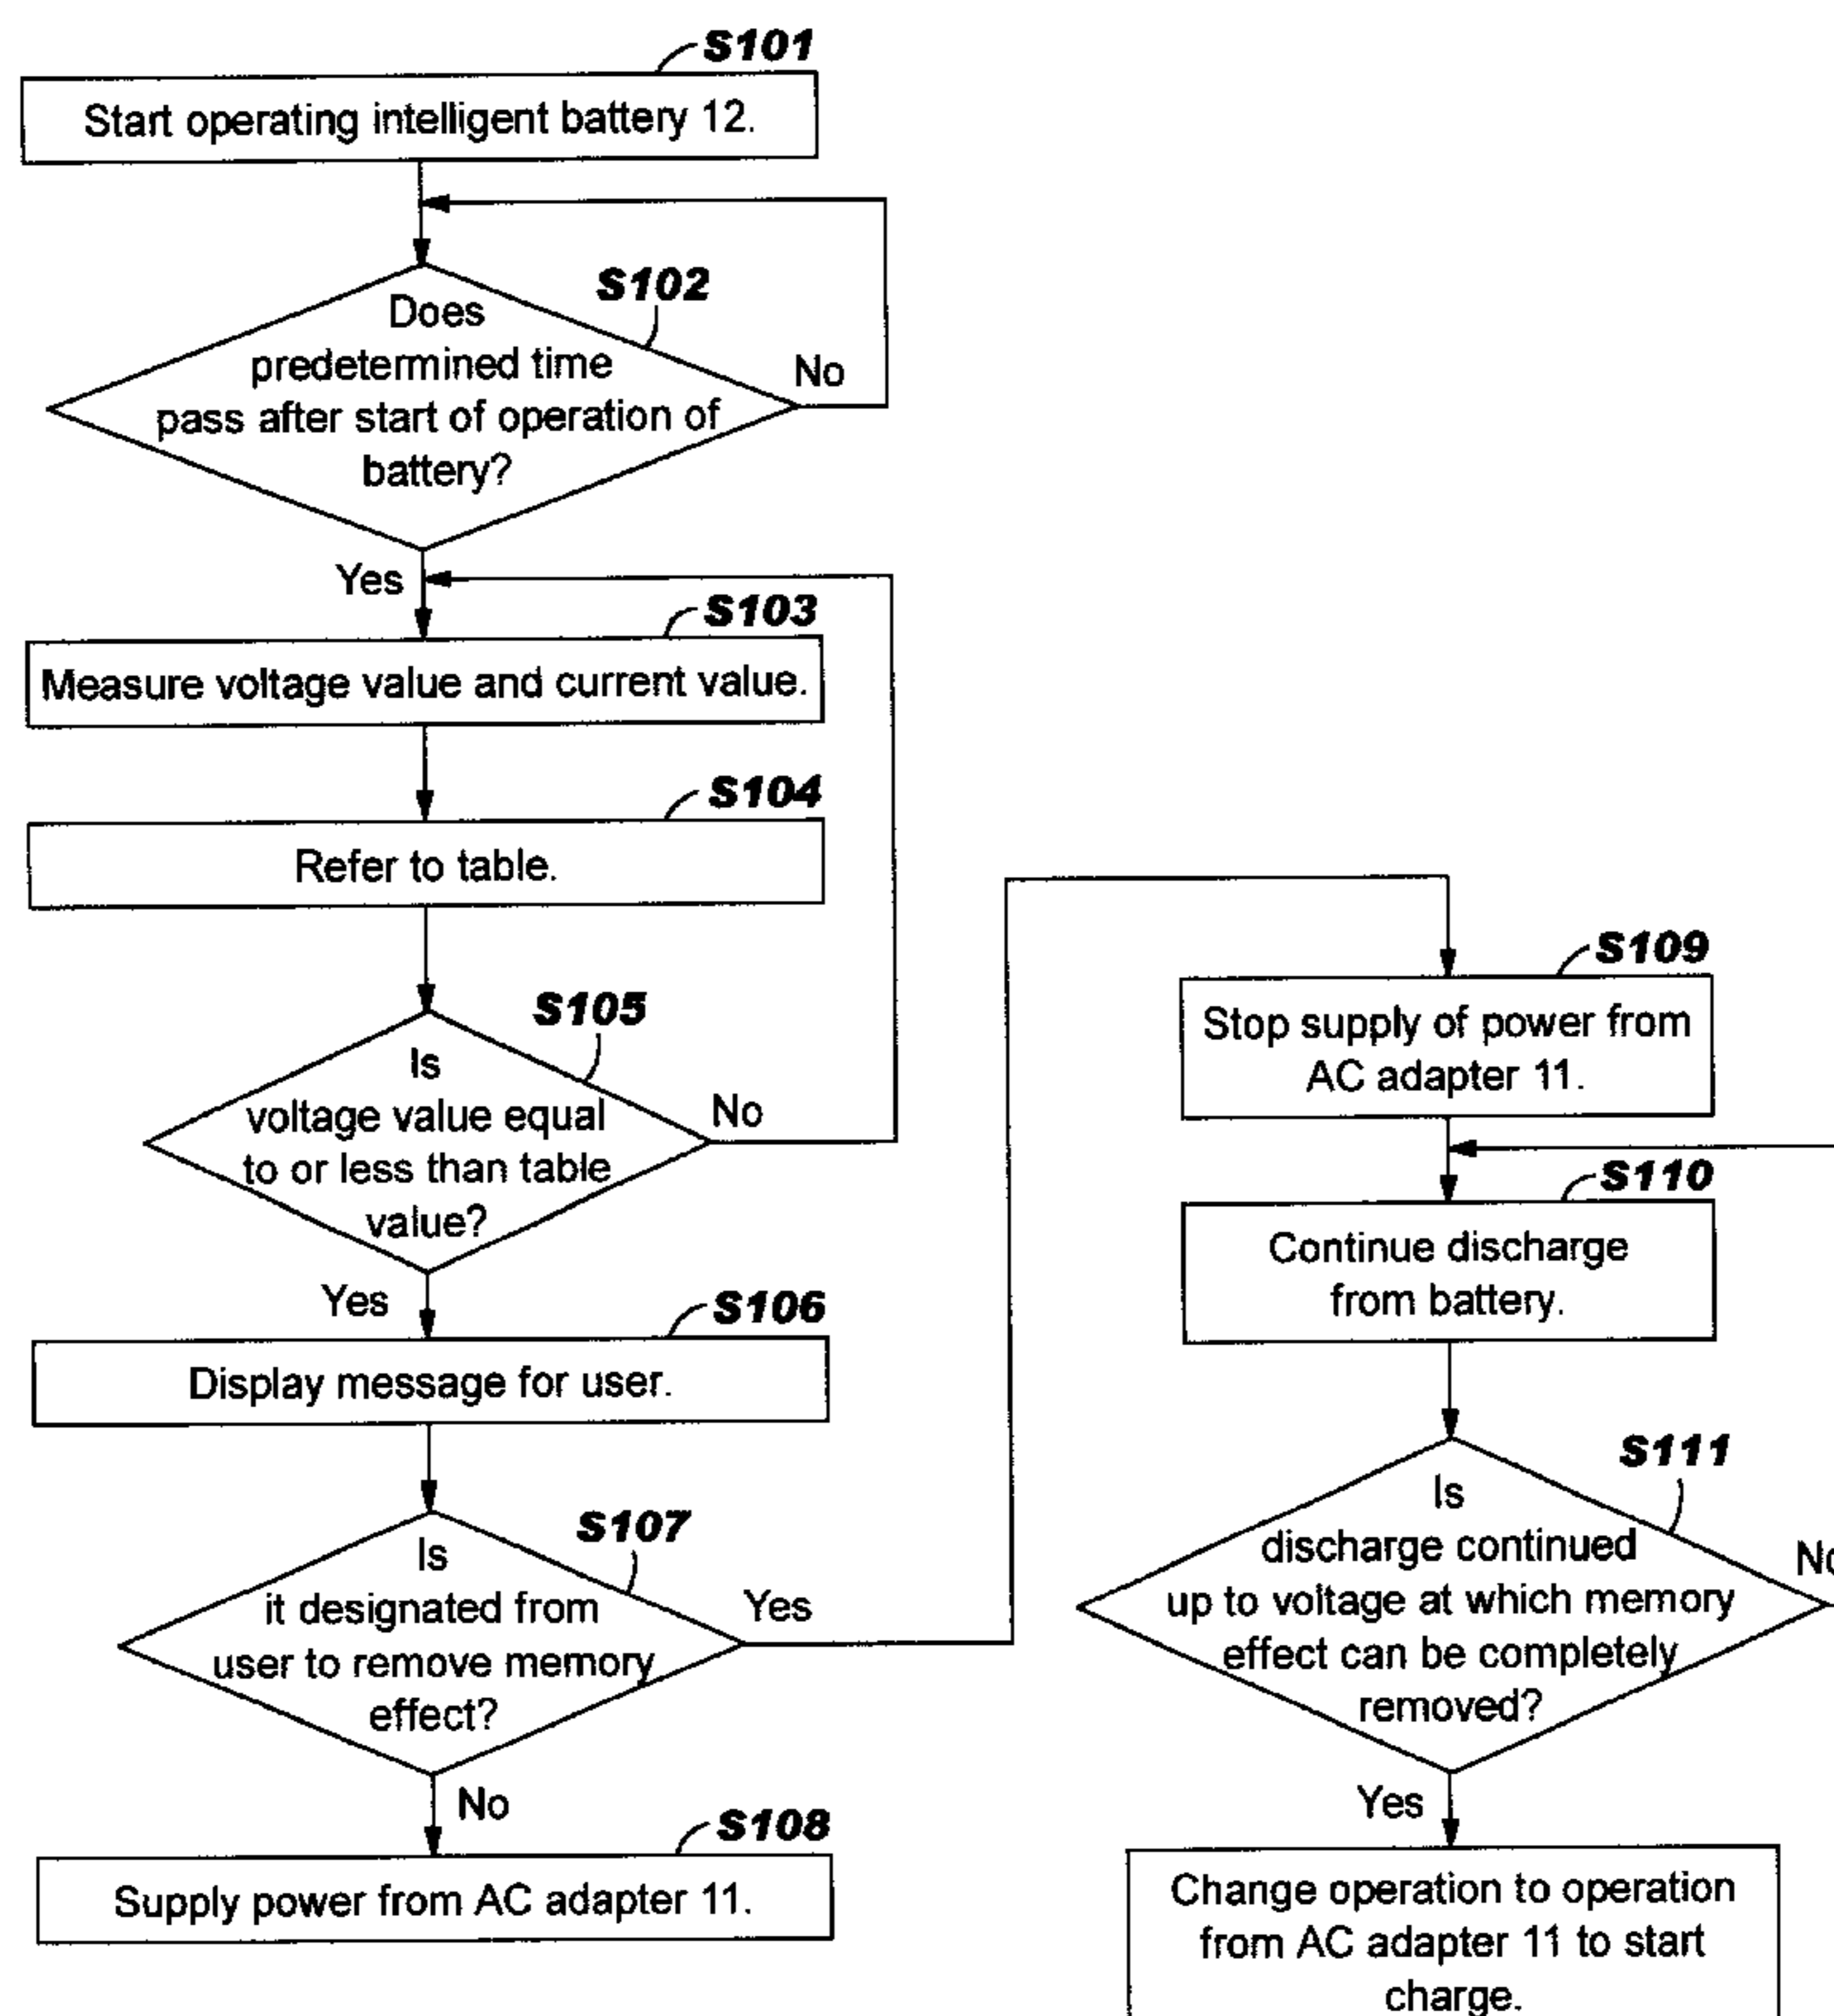 S101
Start operating intelligent battery 12.
S102
Does
predetermined time
pass after start of operation of
battery?
No
Yes
S103
Measure voltage value and current value.
S104
Refer to table.
S105
Is
voltage value equal
to or less than table
value?
No
Yes
S106
Display message for user.
S107
Is
it designated from
user to remove memory
effect?
Yes
No
S108
Supply power from AC adapter 11.
S109
Stop supply of power from
AC adapter 11.
S110
Continue discharge
from battery.
S111
Is
discharge continued
up to voltage at which memory
effect can be completely
removed?
No
Yes
Change operation to operation
from AC adapter 11 to start
charge.